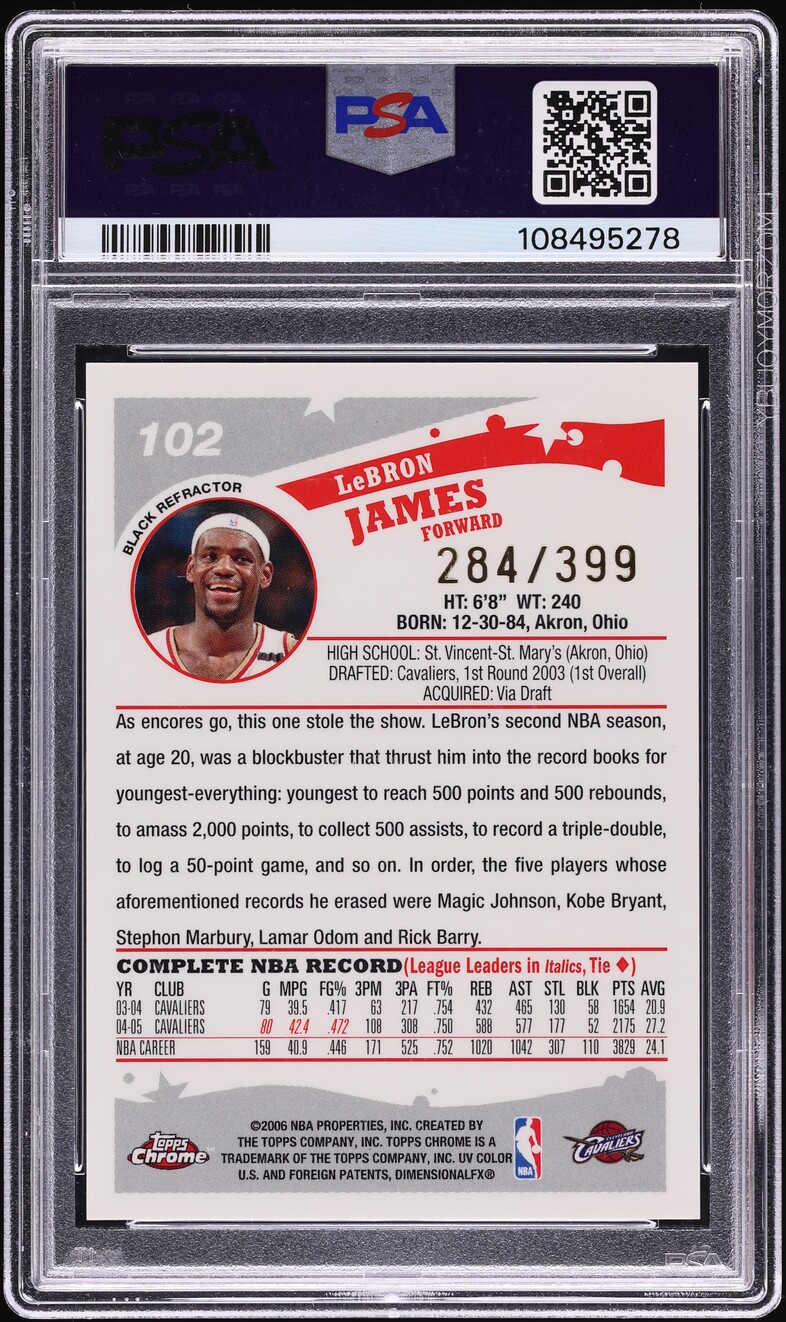 PSA
PSA
108495278
102
BLACK REFRACTOR
LeBRON
JAMES
FORWARD
284/399
HT: 6'8" WT: 240
BORN: 12-30-84, Akron, Ohio
HIGH SCHOOL: St. Vincent-St. Mary's (Akron, Ohio)
DRAFTED: Cavaliers, 1st Round 2003 (1st Overall)
ACQUIRED: Via Draft
As encores go, this one stole the show. LeBron's second NBA season,
at age 20, was a blockbuster that thrust him into the record books for
youngest-everything: youngest to reach 500 points and 500 rebounds,
to amass 2,000 points, to collect 500 assists, to record a triple-double,
to log a 50-point game, and so on. In order, the five players whose
aforementioned records he erased were Magic Johnson, Kobe Bryant,
Stephon Marbury, Lamar Odom and Rick Barry.
COMPLETE NBA RECORD (League Leaders in Italics, Tie ♦)
YR CLUB G MPG FG% 3PM 3PA FT% REB AST STL BLK PTS AVG
03-04 CAVALIERS 79 39.5 .417 63 217 .754 432 465 130 58 1654 20.9
04-05 CAVALIERS 80 42.4 .472 108 308 .750 588 577 177 52 2175 27.2
NBA CAREER 159 40.9 .446 171 525 .752 1020 1042 307 110 3829 24.1
©2006 NBA PROPERTIES, INC. CREATED BY
THE TOPPS COMPANY, INC. TOPPS CHROME IS A
TRADEMARK OF THE TOPPS COMPANY, INC. UV COLOR
U.S. AND FOREIGN PATENTS, DIMENSIONALFX®
Topps
Chrome
NBA
CLEVELAND
CAVALIERS
PSA